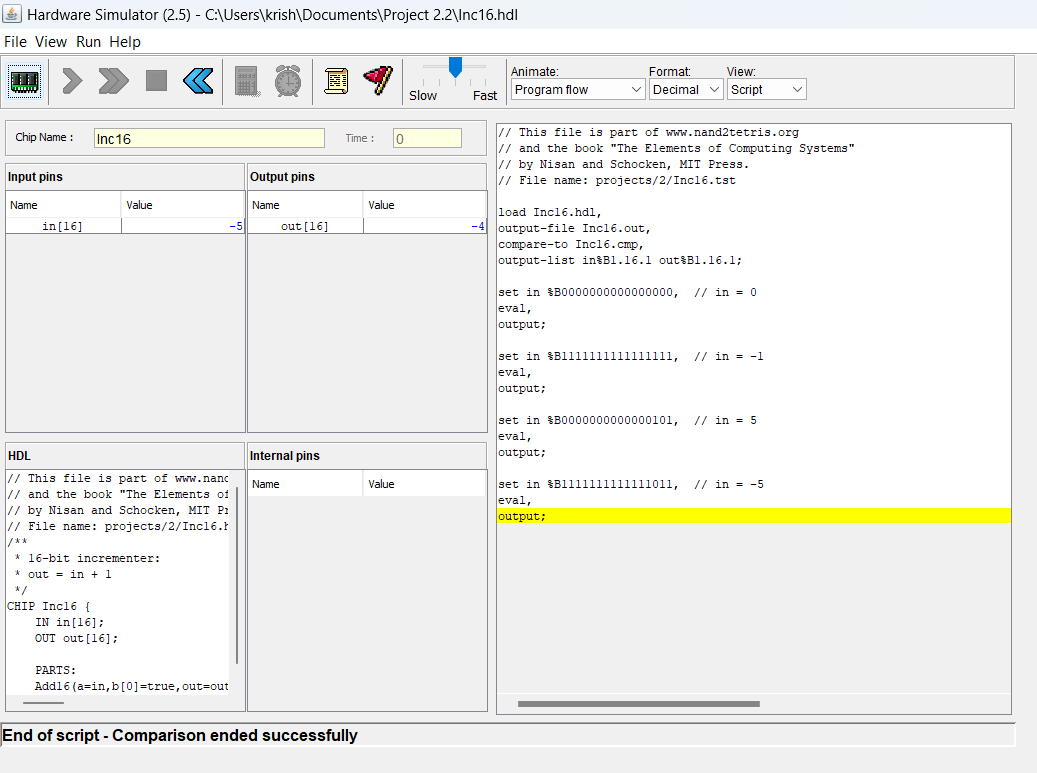 Hardware Simulator (2.5) - C:\Users\krish\Documents\Project 2.2\Inc16.hdl
File View Run Help
Slow Fast
Animate: Format: View:
Program flow Decimal Script
Chip Name : Inc16 Time : 0
Input pins
Name Value
in[16] -5
Output pins
Name Value
out[16] -4
HDL
// This file is part of www.nand
// and the book "The Elements of
// by Nisan and Schocken, MIT Pr
// File name: projects/2/Inc16.h
/**
* 16-bit incrementer:
* out = in + 1
*/
CHIP Inc16 {
IN in[16];
OUT out[16];
PARTS:
Add16(a=in,b[0]=true,out=out
Internal pins
Name Value
// This file is part of www.nand2tetris.org
// and the book "The Elements of Computing Systems"
// by Nisan and Schocken, MIT Press.
// File name: projects/2/Inc16.tst
load Inc16.hdl,
output-file Inc16.out,
compare-to Inc16.cmp,
output-list in%B1.16.1 out%B1.16.1;
set in %B0000000000000000,  // in = 0
eval,
output;
set in %B1111111111111111,  // in = -1
eval,
output;
set in %B0000000000000101,  // in = 5
eval,
output;
set in %B1111111111111011,  // in = -5
eval,
output;
End of script - Comparison ended successfully